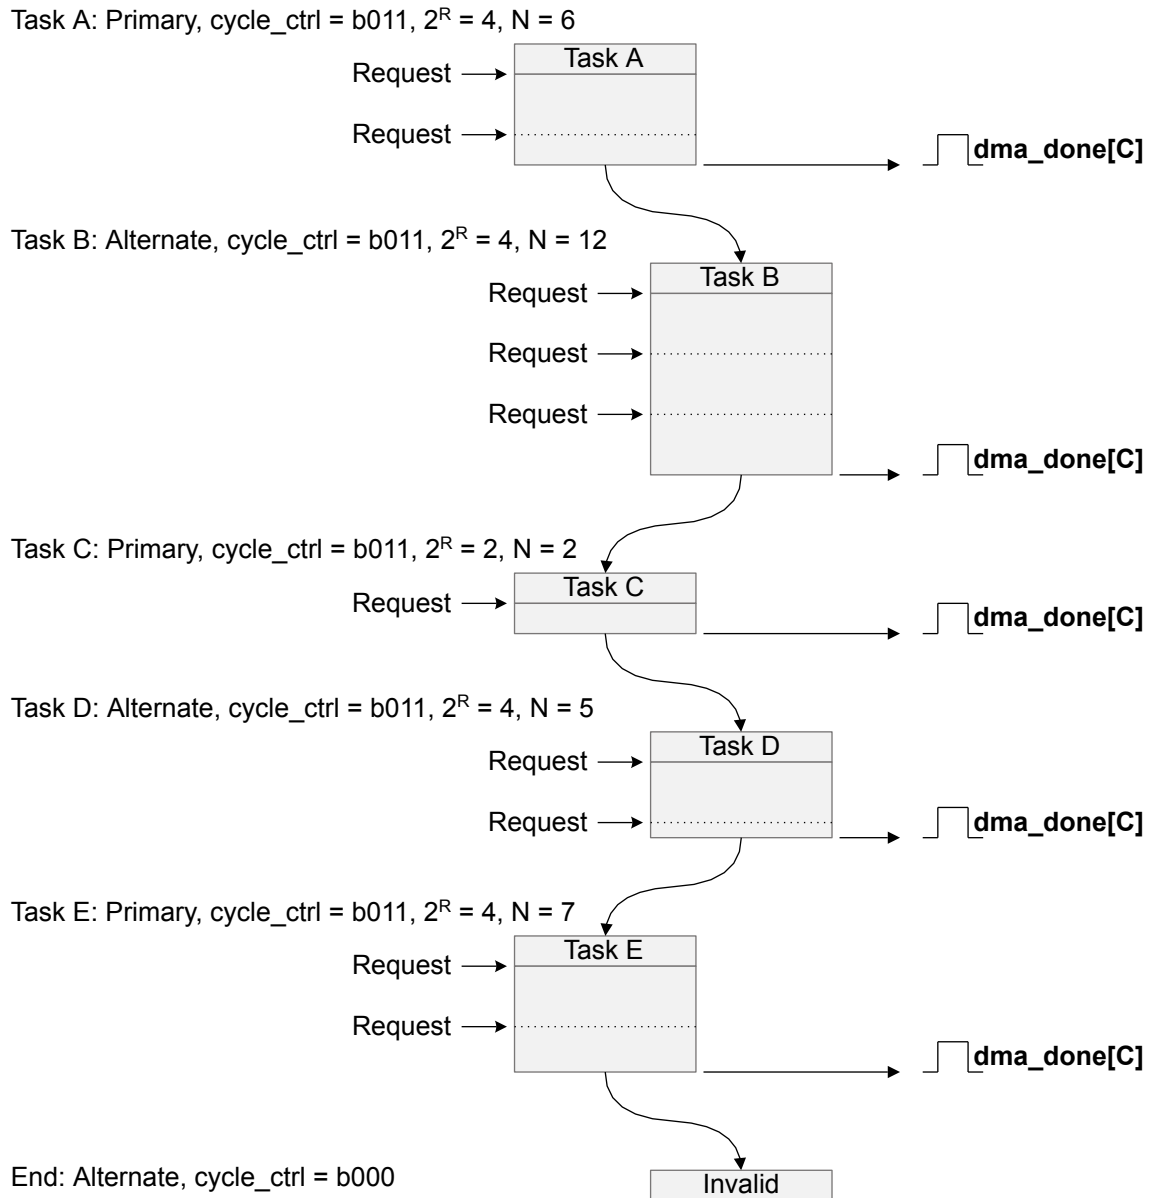 Task A: Primary, cycle_ctrl = b011, 2^R = 4, N = 6
Task A
Request
Request
dma_done[C]
Task B: Alternate, cycle_ctrl = b011, 2^R = 4, N = 12
Task B
Request
Request
Request
dma_done[C]
Task C: Primary, cycle_ctrl = b011, 2^R = 2, N = 2
Task C
Request
dma_done[C]
Task D: Alternate, cycle_ctrl = b011, 2^R = 4, N = 5
Task D
Request
Request
dma_done[C]
Task E: Primary, cycle_ctrl = b011, 2^R = 4, N = 7
Task E
Request
Request
dma_done[C]
End: Alternate, cycle_ctrl = b000
Invalid